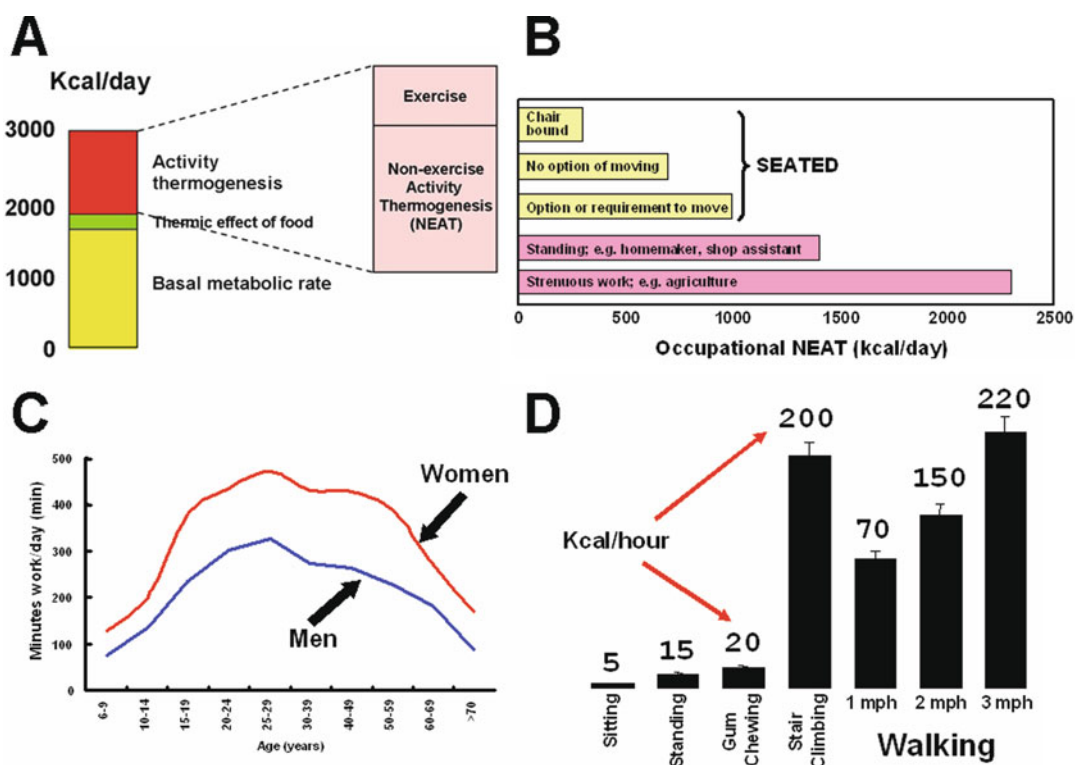 A
Kcal/day
3000
2000
1000
0
Activity
thermogenesis
Thermic effect of food
Basal metabolic rate
Exercise
Non-exercise
Activity
Thermogenesis
(NEAT)
B
Chair
bound
No option of moving
Option or requirement to move
SEATED
Standing; e.g. homemaker, shop assistant
Strenuous work; e.g. agriculture
0 500 1000 1500 2000 2500
Occupational NEAT (kcal/day)
C
Minutes work/day (min)
500
400
300
200
100
0
Women
Men
6-9 10-14 15-19 20-24 25-29 30-39 40-49 50-59 60-69 >70
Age (years)
D
Kcal/hour
5 15 20 200 70 150 220
Sitting
Standing
Gum
Chewing
Stair
Climbing
1 mph 2 mph 3 mph
Walking